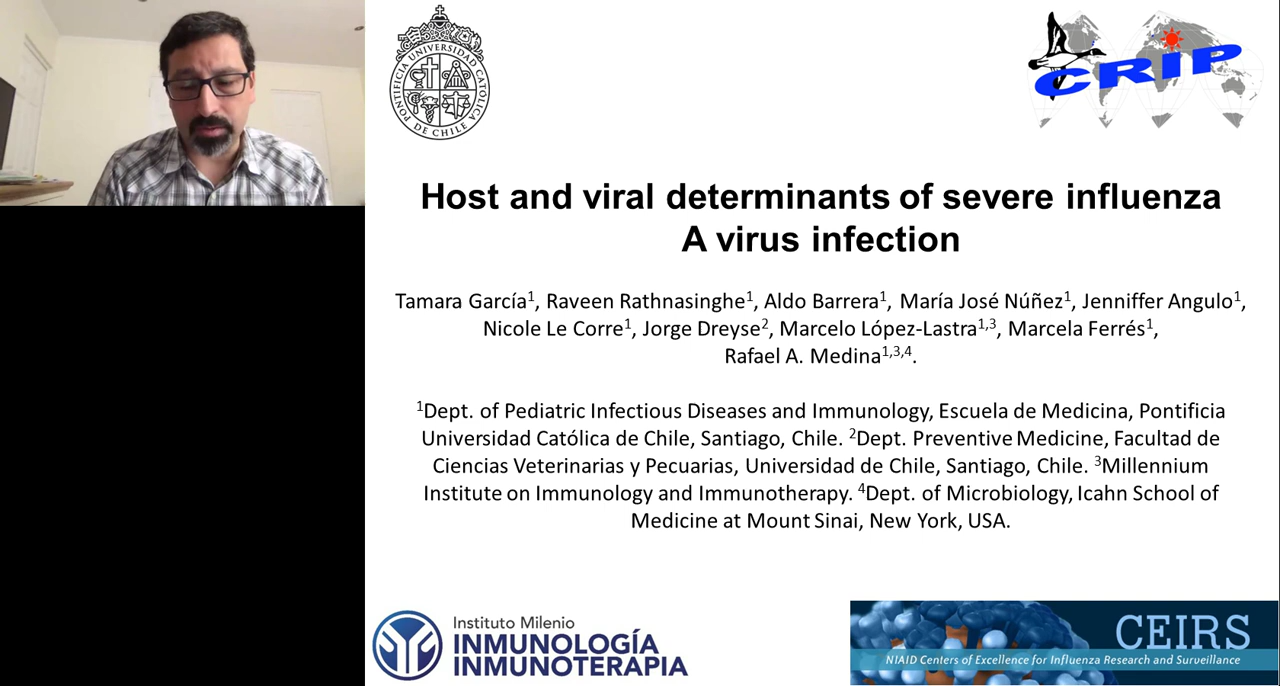 PONTIFICIA UNIVERSIDAD CATOLICA
DE CHILE
CRIP
Host and viral determinants of severe influenza
A virus infection
Tamara García¹, Raveen Rathnasinghe¹, Aldo Barrera¹, María José Núñez¹, Jenniffer Angulo¹,
Nicole Le Corre¹, Jorge Dreyse², Marcelo López-Lastra¹,³, Marcela Ferrés¹,
Rafael A. Medina¹,³,⁴.
¹Dept. of Pediatric Infectious Diseases and Immunology, Escuela de Medicina, Pontificia
Universidad Católica de Chile, Santiago, Chile. ²Dept. Preventive Medicine, Facultad de
Ciencias Veterinarias y Pecuarias, Universidad de Chile, Santiago, Chile. ³Millennium
Institute on Immunology and Immunotherapy. ⁴Dept. of Microbiology, Icahn School of
Medicine at Mount Sinai, New York, USA.
Instituto Milenio
INMUNOLOGÍA
INMUNOTERAPIA
CEIRS
NIAID Centers of Excellence for Influenza Research and Surveillance